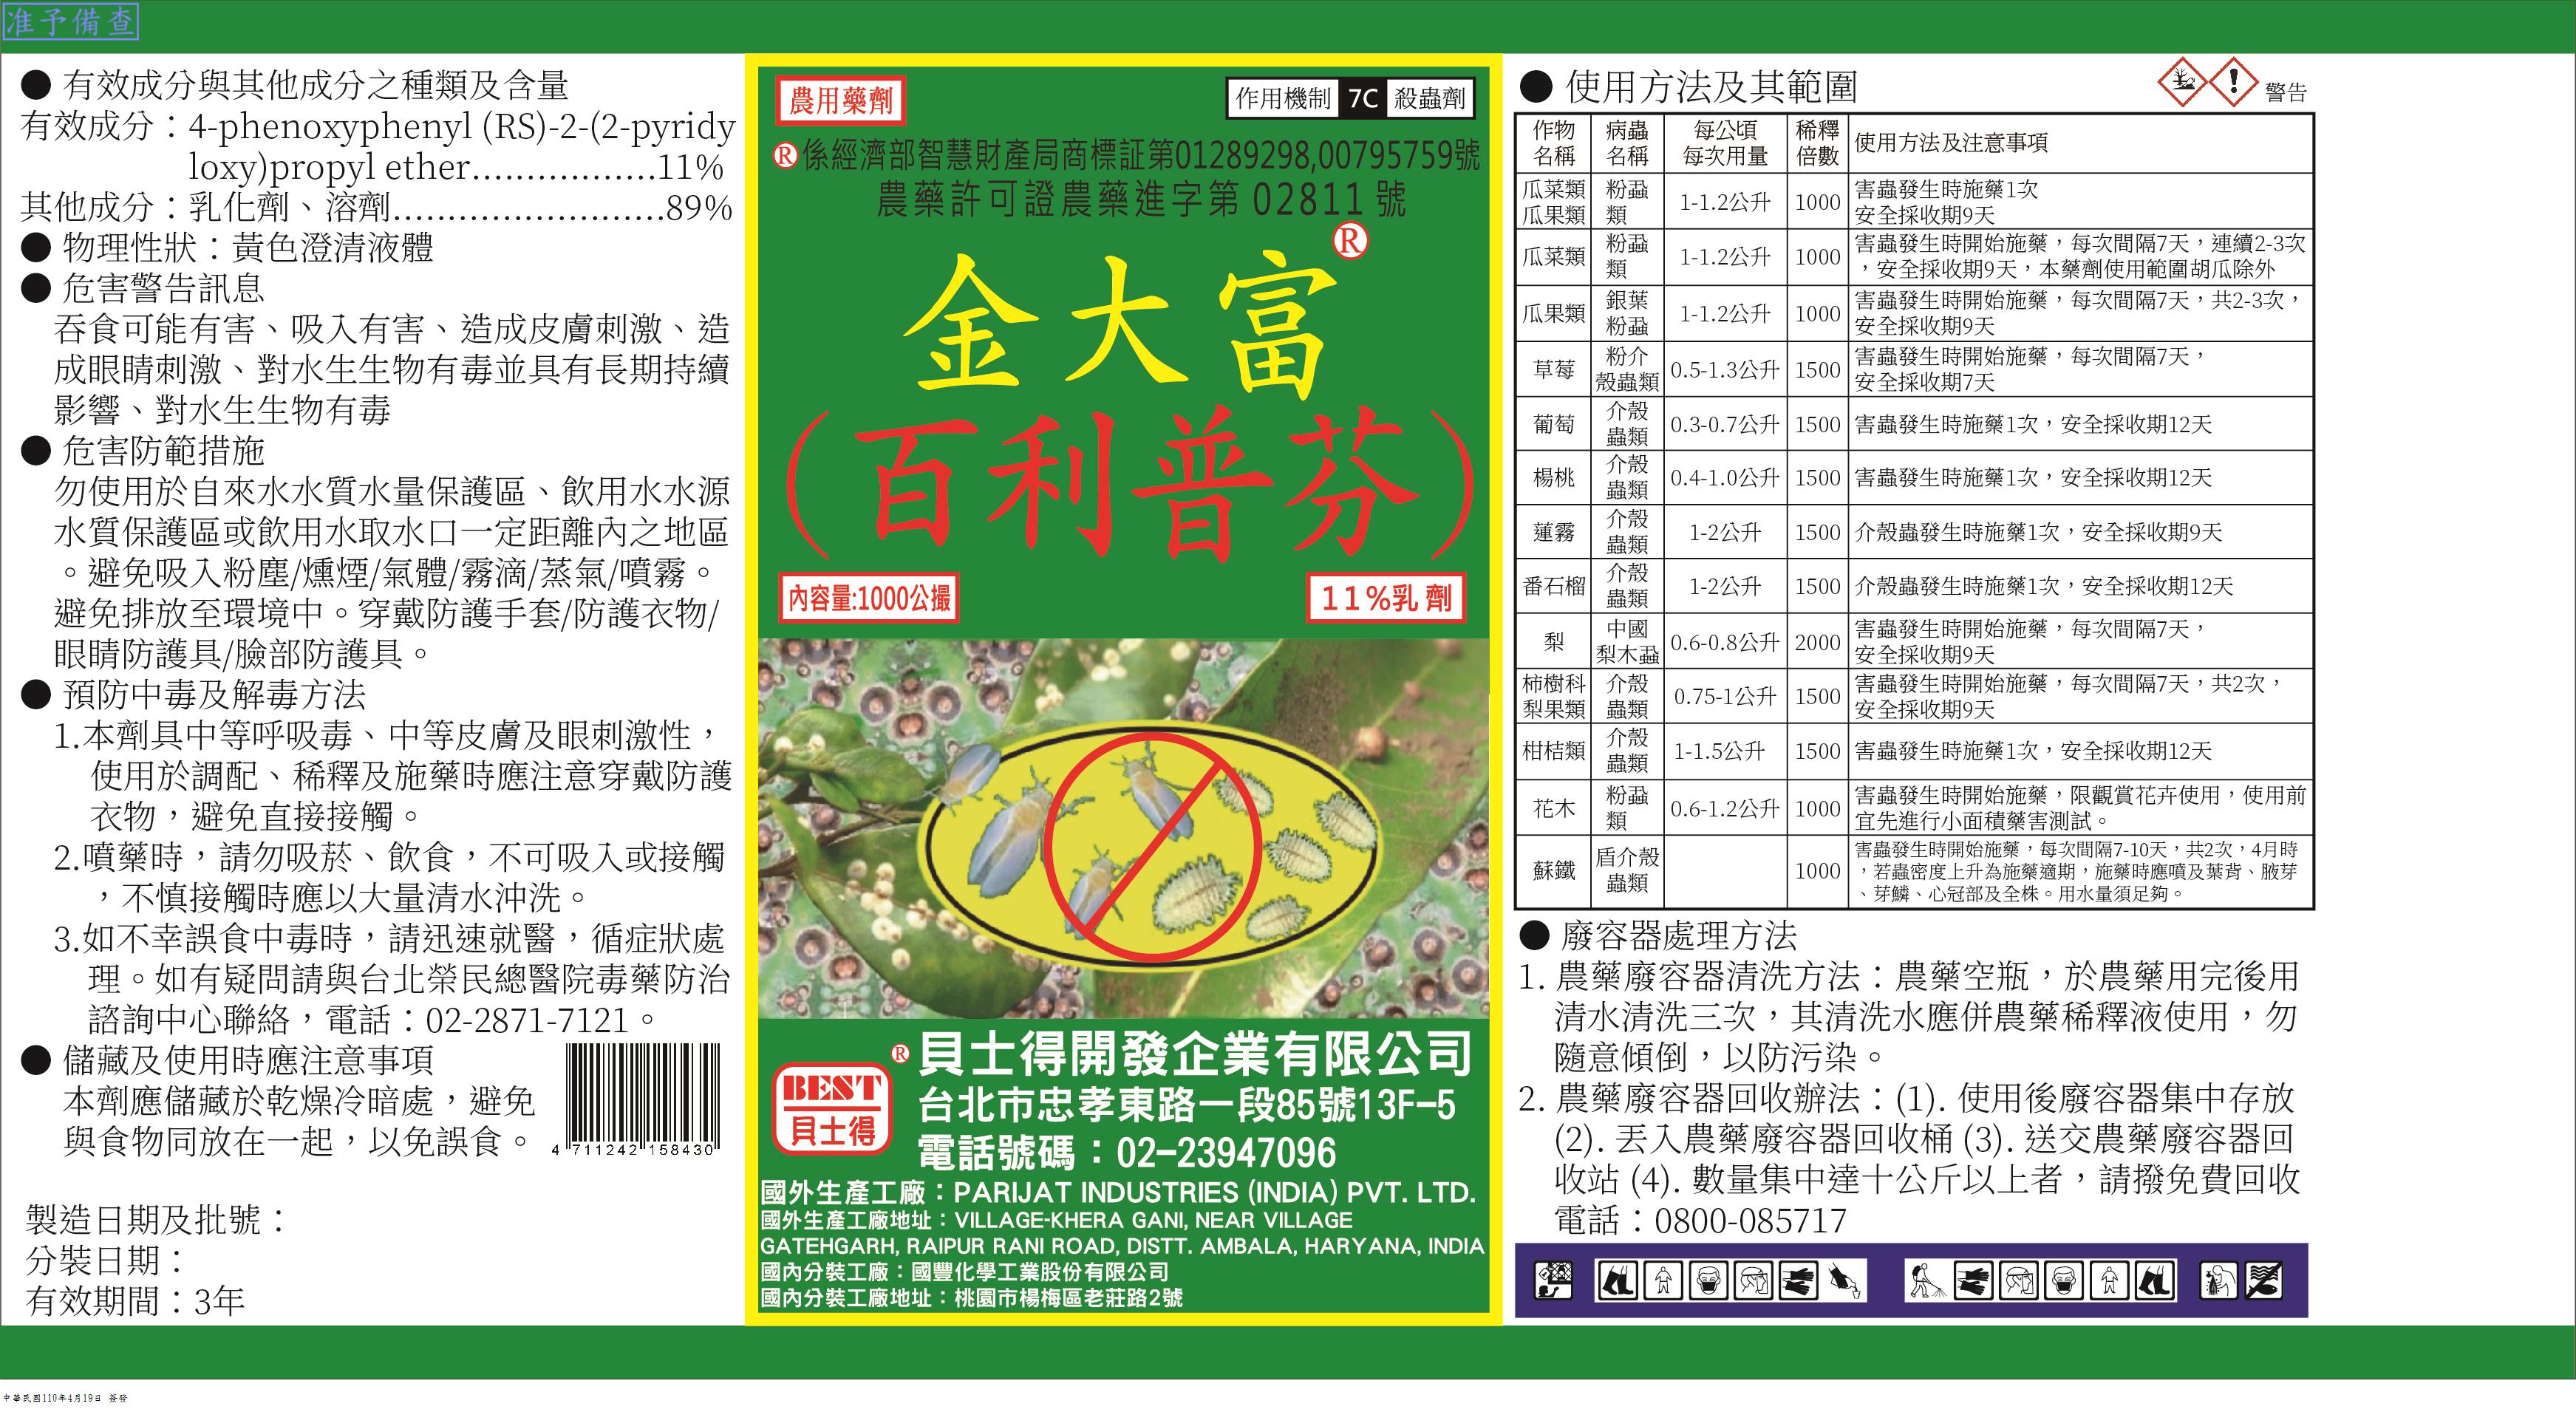 准予備查
● 有效成分與其他成分之種類及含量
有效成分：4-phenoxyphenyl (RS)-2-(2-pyridy
loxy)propyl ether.................11%
其他成分：乳化劑、溶劑.........................89%
● 物理性狀：黃色澄清液體
● 危害警告訊息
吞食可能有害、吸入有害、造成皮膚刺激、造
成眼睛刺激、對水生生物有毒並具有長期持續
影響、對水生生物有毒
● 危害防範措施
勿使用於自來水水質水量保護區、飲用水水源
水質保護區或飲用水取水口一定距離內之地區
。避免吸入粉塵/燻煙/氣體/霧滴/蒸氣/噴霧。
避免排放至環境中。穿戴防護手套/防護衣物/
眼睛防護具/臉部防護具。
● 預防中毒及解毒方法
1.本劑具中等呼吸毒、中等皮膚及眼刺激性，
使用於調配、稀釋及施藥時應注意穿戴防護
衣物，避免直接接觸。
2.噴藥時，請勿吸菸、飲食，不可吸入或接觸
，不慎接觸時應以大量清水沖洗。
3.如不幸誤食中毒時，請迅速就醫，循症狀處
理。如有疑問請與台北榮民總醫院毒藥防治
諮詢中心聯絡，電話：02-2871-7121。
● 儲藏及使用時應注意事項
本劑應儲藏於乾燥冷暗處，避免
與食物同放在一起，以免誤食。
4 711242 158430
製造日期及批號：
分裝日期：
有效期間：3年
農用藥劑
作用機制 7C 殺蟲劑
®係經濟部智慧財產局商標証第01289298,00795759號
農藥許可證農藥進字第 02811 號
金大富®
（百利普芬）
內容量:1000公撮
11%乳劑
BEST
貝士得
®
貝士得開發企業有限公司
台北市忠孝東路一段85號13F-5
電話號碼：02-23947096
國外生產工廠：PARIJAT INDUSTRIES (INDIA) PVT. LTD.
國外生產工廠地址：VILLAGE-KHERA GANI, NEAR VILLAGE
GATEHGARH, RAIPUR RANI ROAD, DISTT. AMBALA, HARYANA, INDIA
國內分裝工廠：國豐化學工業股份有限公司
國內分裝工廠地址：桃園市楊梅區老莊路2號
● 使用方法及其範圍
警告
作物名稱 病蟲名稱 每公頃每次用量 稀釋倍數 使用方法及注意事項
瓜菜類瓜果類 粉蝨類 1-1.2公升 1000 害蟲發生時施藥1次
安全採收期9天
瓜菜類 粉蝨類 1-1.2公升 1000 害蟲發生時開始施藥，每次間隔7天，連續2-3次
，安全採收期9天，本藥劑使用範圍胡瓜除外
瓜果類 銀葉粉蝨 1-1.2公升 1000 害蟲發生時開始施藥，每次間隔7天，共2-3次，
安全採收期9天
草莓 粉介殼蟲類 0.5-1.3公升 1500 害蟲發生時開始施藥，每次間隔7天，
安全採收期7天
葡萄 介殼蟲類 0.3-0.7公升 1500 害蟲發生時施藥1次，安全採收期12天
楊桃 介殼蟲類 0.4-1.0公升 1500 害蟲發生時施藥1次，安全採收期12天
蓮霧 介殼蟲類 1-2公升 1500 介殼蟲發生時施藥1次，安全採收期9天
番石榴 介殼蟲類 1-2公升 1500 介殼蟲發生時施藥1次，安全採收期12天
梨 中國梨木蝨 0.6-0.8公升 2000 害蟲發生時開始施藥，每次間隔7天，
安全採收期9天
柿樹科梨果類 介殼蟲類 0.75-1公升 1500 害蟲發生時開始施藥，每次間隔7天，共2次，
安全採收期9天
柑桔類 介殼蟲類 1-1.5公升 1500 害蟲發生時施藥1次，安全採收期12天
花木 粉蝨類 0.6-1.2公升 1000 害蟲發生時開始施藥，限觀賞花卉使用，使用前
宜先進行小面積藥害測試。
蘇鐵 盾介殼蟲類 1000 害蟲發生時開始施藥，每次間隔7-10天，共2次，4月時
，若蟲密度上升為施藥適期，施藥時應噴及葉背、腋芽
、芽鱗、心冠部及全株。用水量須足夠。
● 廢容器處理方法
1. 農藥廢容器清洗方法：農藥空瓶，於農藥用完後用
清水清洗三次，其清洗水應併農藥稀釋液使用，勿
隨意傾倒，以防污染。
2. 農藥廢容器回收辦法：(1). 使用後廢容器集中存放
(2). 丟入農藥廢容器回收桶 (3). 送交農藥廢容器回
收站 (4). 數量集中達十公斤以上者，請撥免費回收
電話：0800-085717
中華民國110年4月19日 簽發